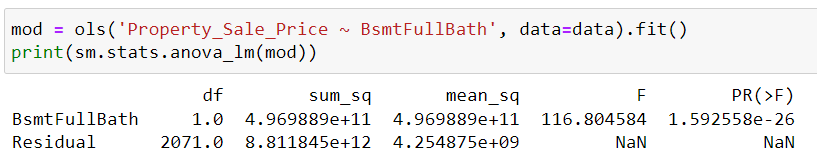 mod = ols('Property_Sale_Price ~ BsmtFullBath', data=data).fit()
print(sm.stats.anova_lm(mod))
df sum_sq mean_sq F PR(>F)
BsmtFullBath 1.0 4.969889e+11 4.969889e+11 116.804584 1.592558e-26
Residual 2071.0 8.811845e+12 4.254875e+09 NaN NaN